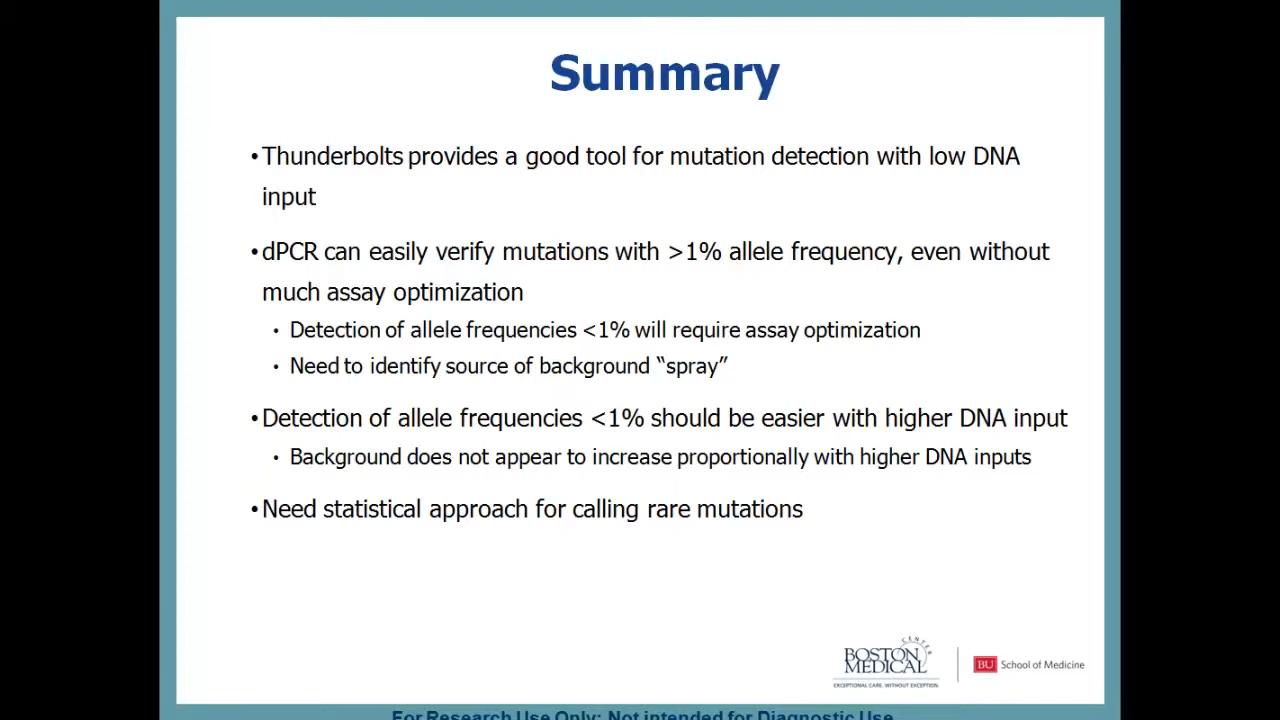 Summary
•Thunderbolts provides a good tool for mutation detection with low DNA
input
•dPCR can easily verify mutations with >1% allele frequency, even without
much assay optimization
• Detection of allele frequencies <1% will require assay optimization
• Need to identify source of background “spray”
•Detection of allele frequencies <1% should be easier with higher DNA input
• Background does not appear to increase proportionally with higher DNA inputs
•Need statistical approach for calling rare mutations
CENTER
BOSTON
MEDICAL
EXCEPTIONAL CARE. WITHOUT EXCEPTION.
BU School of Medicine
For Research Use Only; Not intended for Diagnostic Use